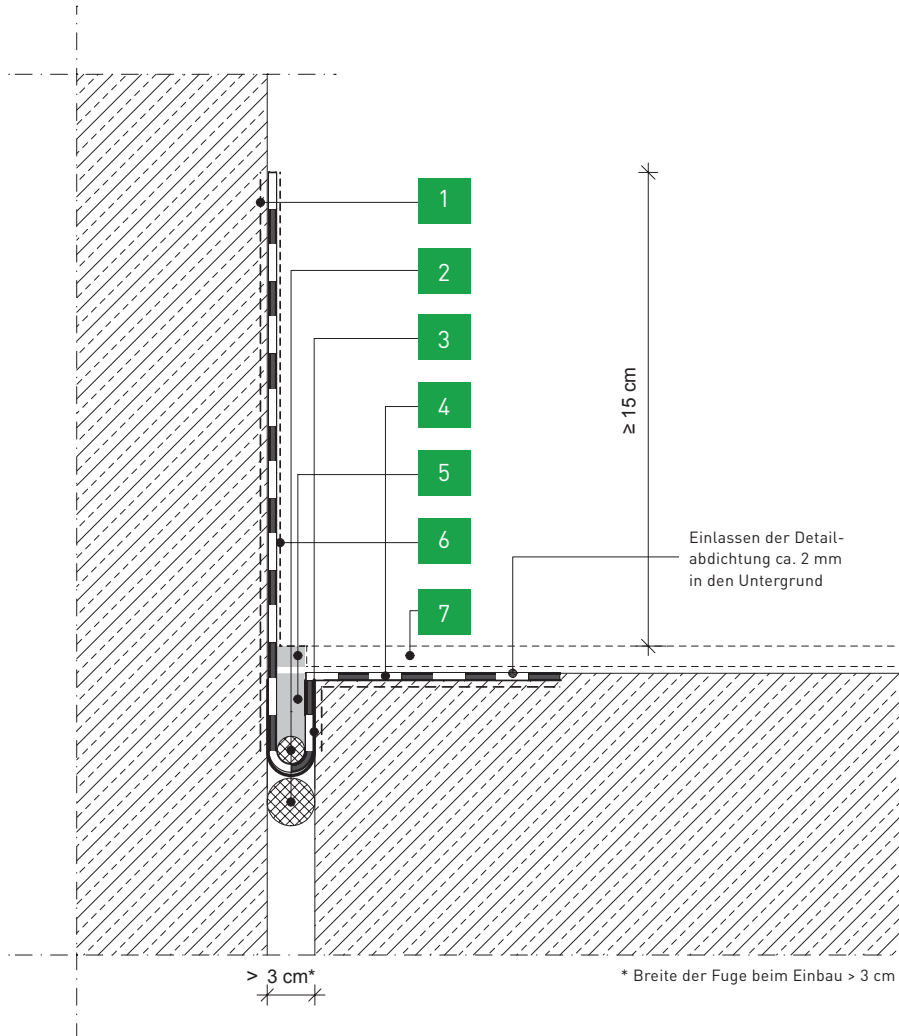 1
2
3
4
5
6
7
≥ 15 cm
Einlassen der Detail-
abdichtung ca. 2 mm
in den Untergrund
> 3 cm*
* Breite der Fuge beim Einbau > 3 cm